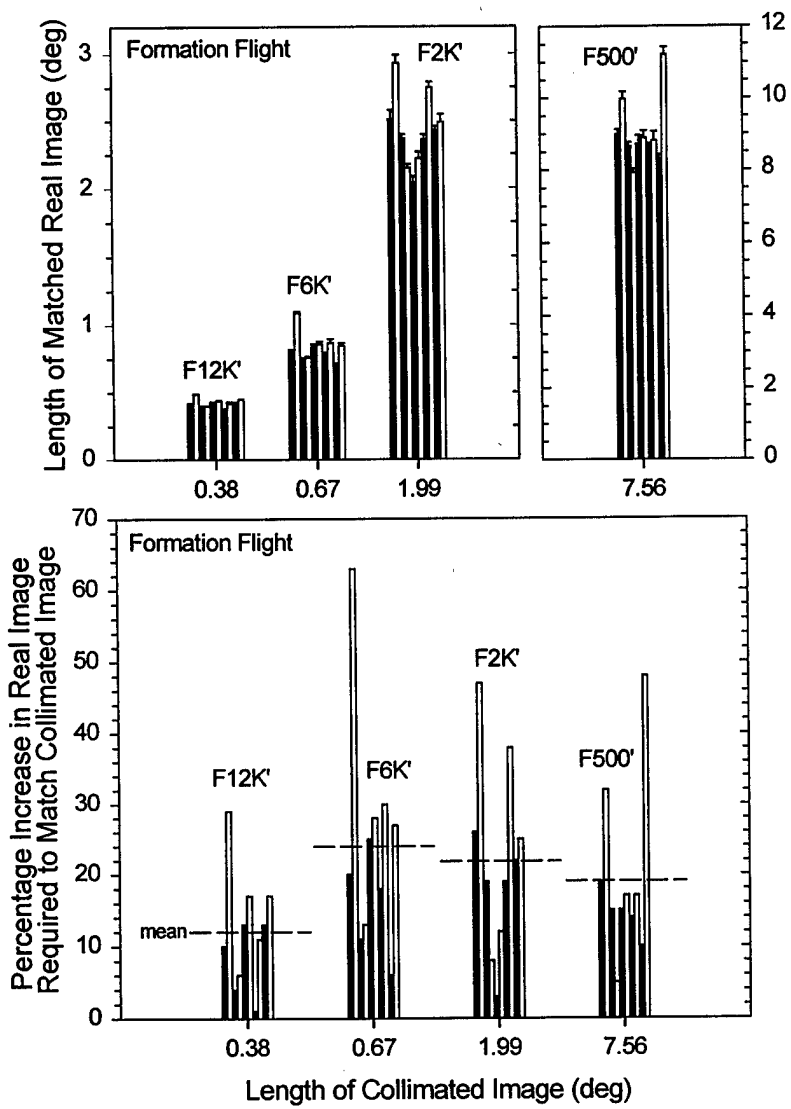 Length of Matched Real Image (deg)
3
2
1
0
Formation Flight
F12K'
F6K'
F2K'
0.38
0.67
1.99
F500'
7.56
12
10
8
6
4
2
0
Percentage Increase in Real Image
Required to Match Collimated Image
70
60
50
40
30
20
10
0
Formation Flight
F12K'
F6K'
F2K'
F500'
mean
0.38
0.67
1.99
7.56
Length of Collimated Image (deg)